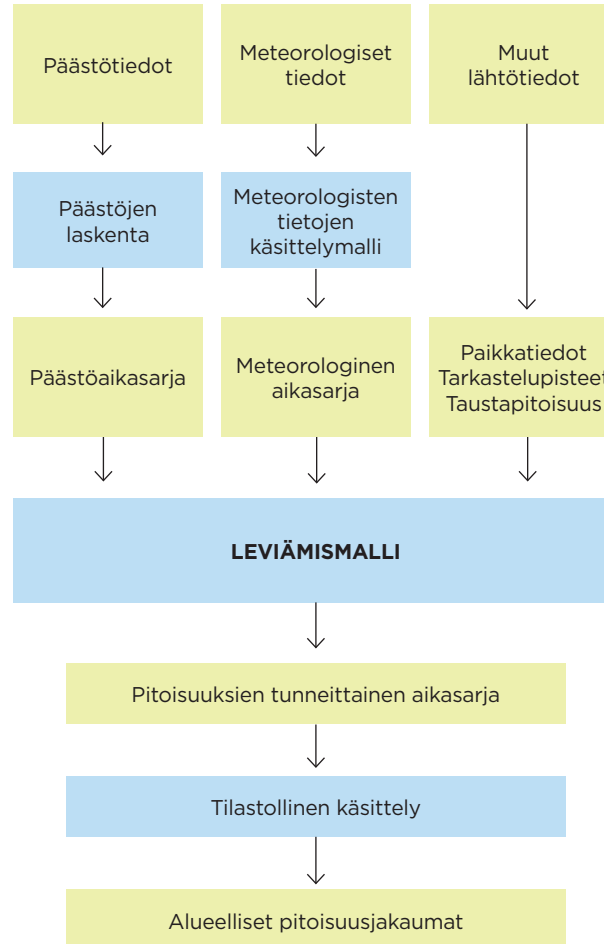 Päästötiedot
Meteorologiset
tiedot
Muut
lähtötiedot
Päästöjen
laskenta
Meteorologisten
tietojen
käsittelymalli
Päästöaikasarja
Meteorologinen
aikasarja
Paikkatiedot
Tarkastelupisteet
Taustapitoisuus
LEVIÄMISMALLI
Pitoisuuksien tunneittainen aikasarja
Tilastollinen käsittely
Alueelliset pitoisuusjakaumat